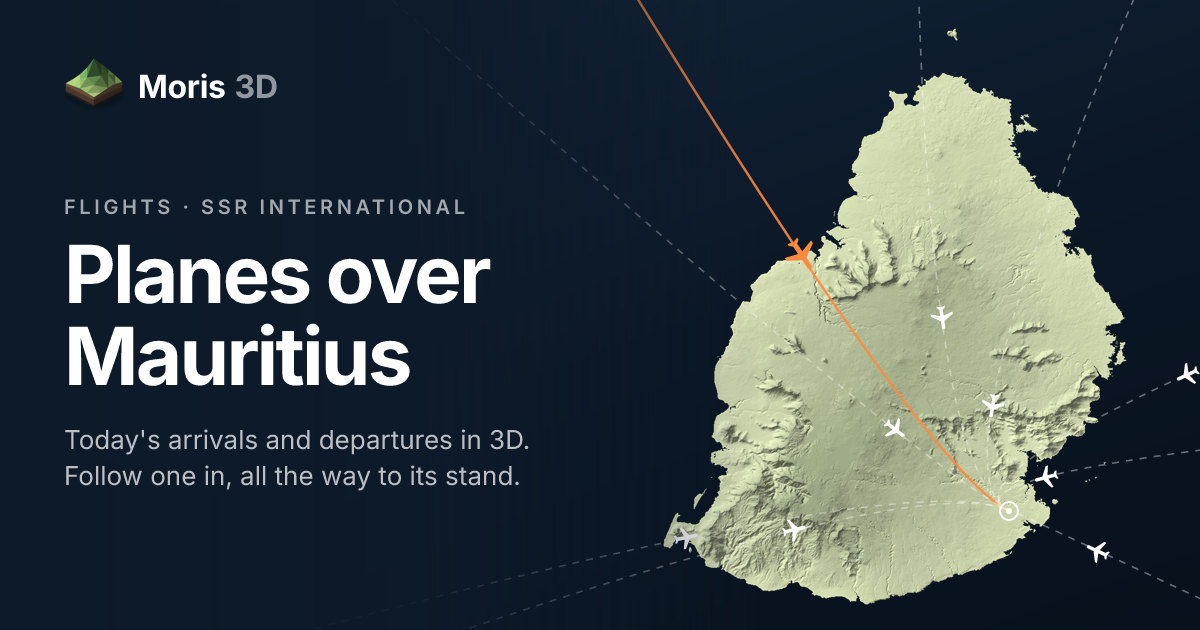 Moris 3D
FLIGHTS · SSR INTERNATIONAL
Planes over
Mauritius
Today's arrivals and departures in 3D.
Follow one in, all the way to its stand.